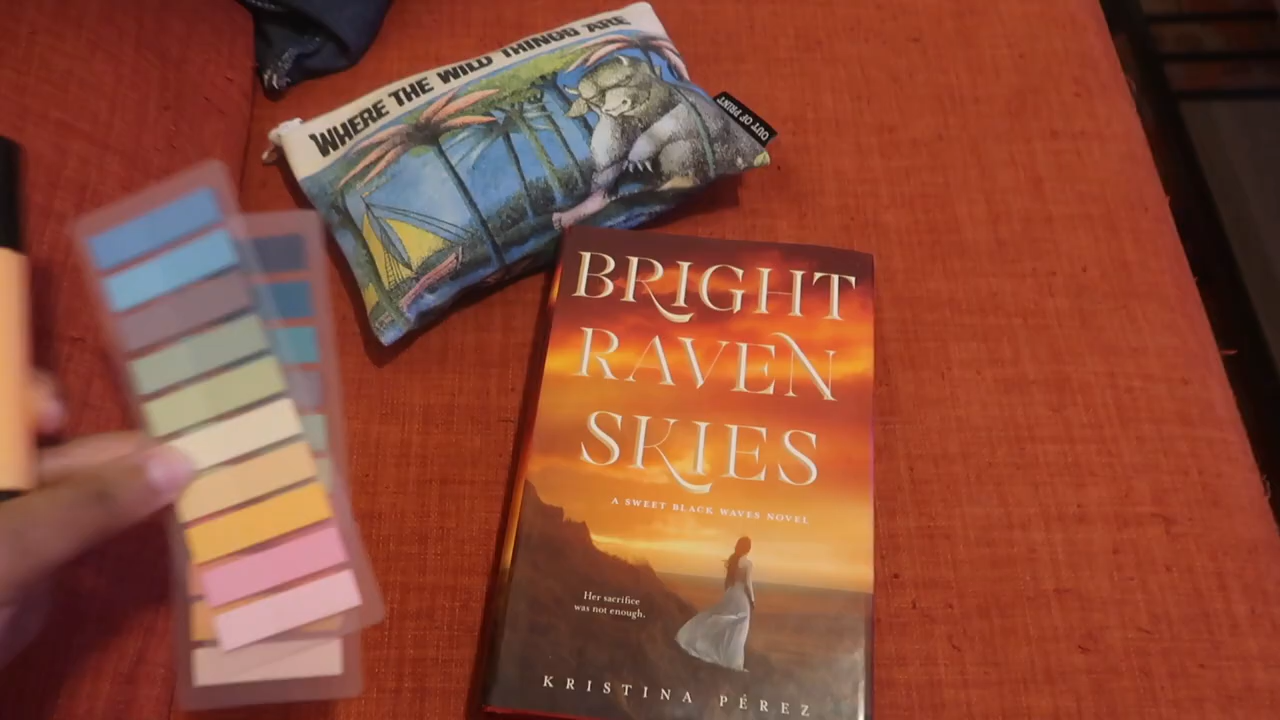 WHERE THE WILD THINGS ARE
OUT OF PRINT
BRIGHT
RAVEN
SKIES
A SWEET BLACK WAVES NOVEL
Her sacrifice
was not enough.
KRISTINA PÉREZ